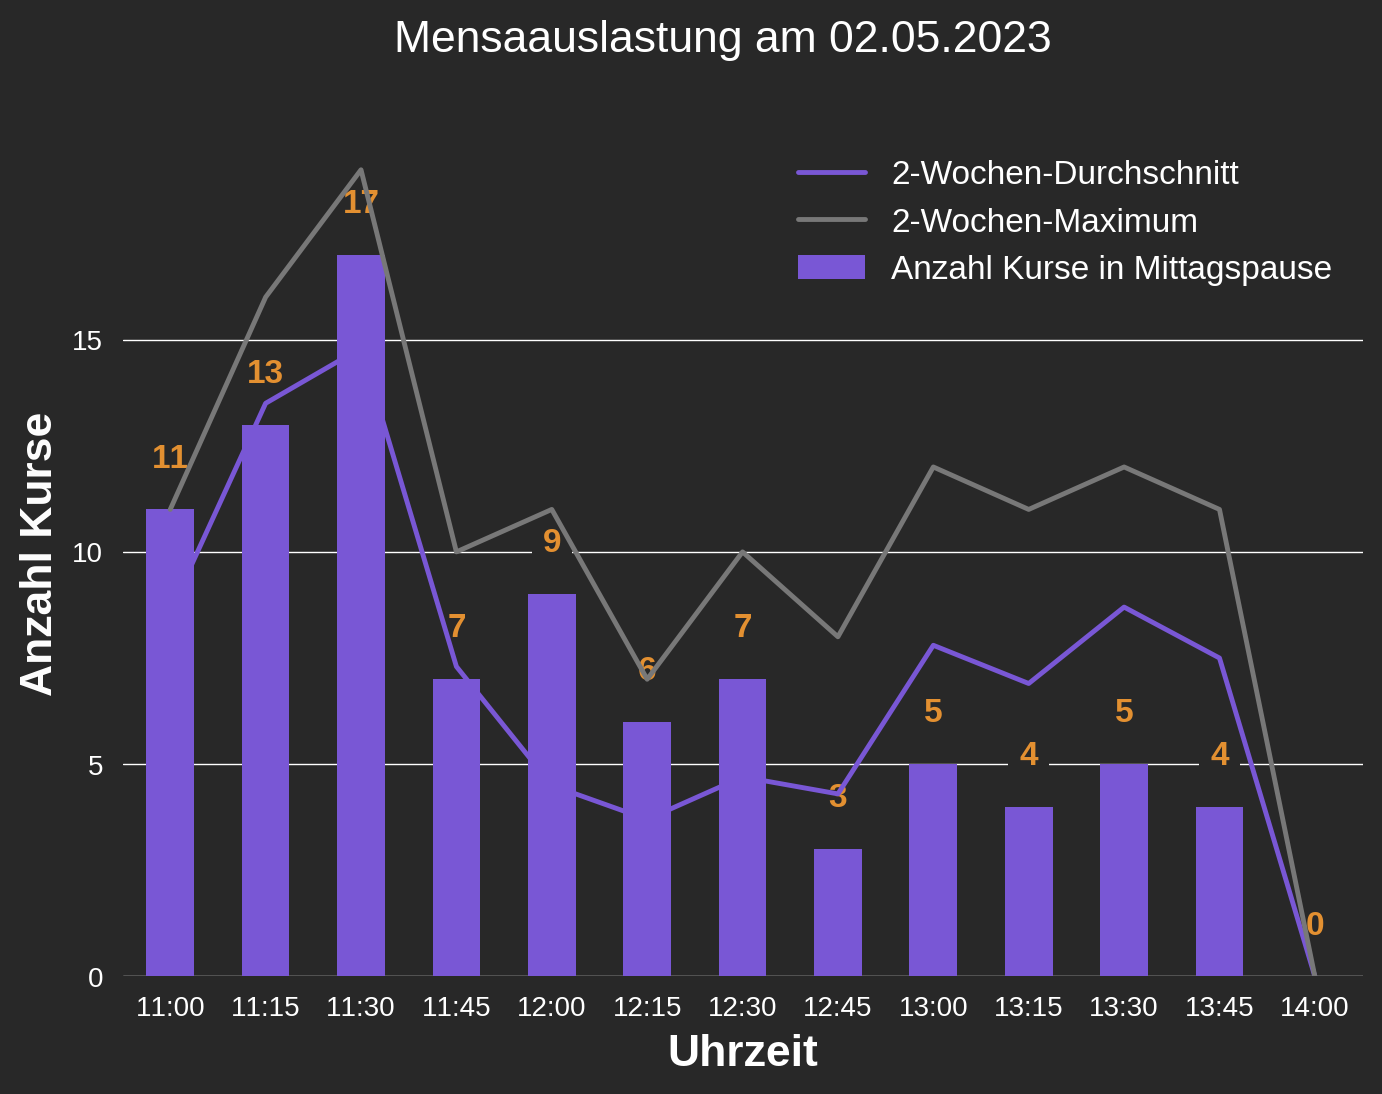 Mensaauslastung am 02.05.2023
2-Wochen-Durchschnitt
2-Wochen-Maximum
Anzahl Kurse in Mittagspause
17
13
11
9
7
6
7
3
5
4
5
4
0
Anzahl Kurse
15
10
5
0
11:00 11:15 11:30 11:45 12:00 12:15 12:30 12:45 13:00 13:15 13:30 13:45 14:00
Uhrzeit